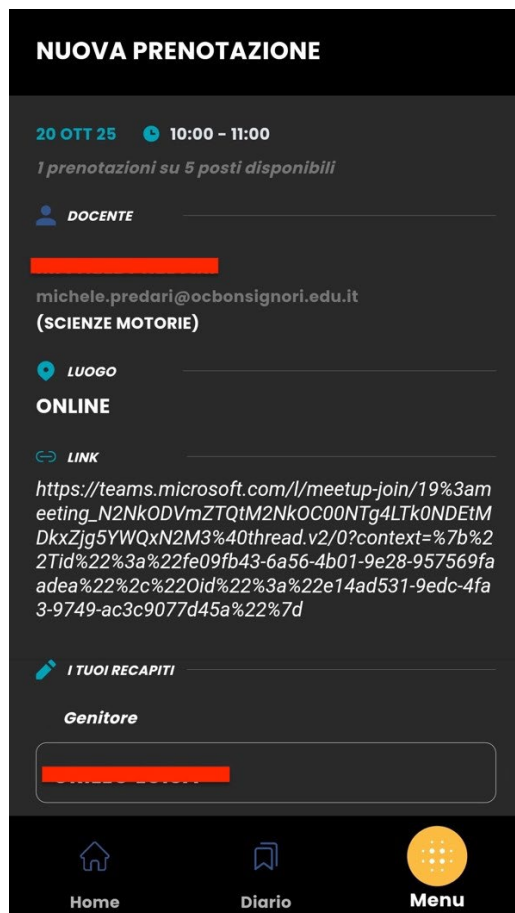 NUOVA PRENOTAZIONE
20 OTT 25 10:00 - 11:00
1 prenotazioni su 5 posti disponibili
DOCENTE
michele.predari@ocbonsignori.edu.it
(SCIENZE MOTORIE)
LUOGO
ONLINE
LINK
https://teams.microsoft.com/l/meetup-join/19%3am
eeting_N2NkODVmZTQtM2NkOC00NTg4LTk0NDEtM
DkxZjg5YWQxN2M3%40thread.v2/0?context=%7b%2
2Tid%22%3a%22fe09fb43-6a56-4b01-9e28-957569fa
adea%22%2c%22Oid%22%3a%22e14ad531-9edc-4fa
3-9749-ac3c9077d45a%22%7d
I TUOI RECAPITI
Genitore
Home Diario Menu